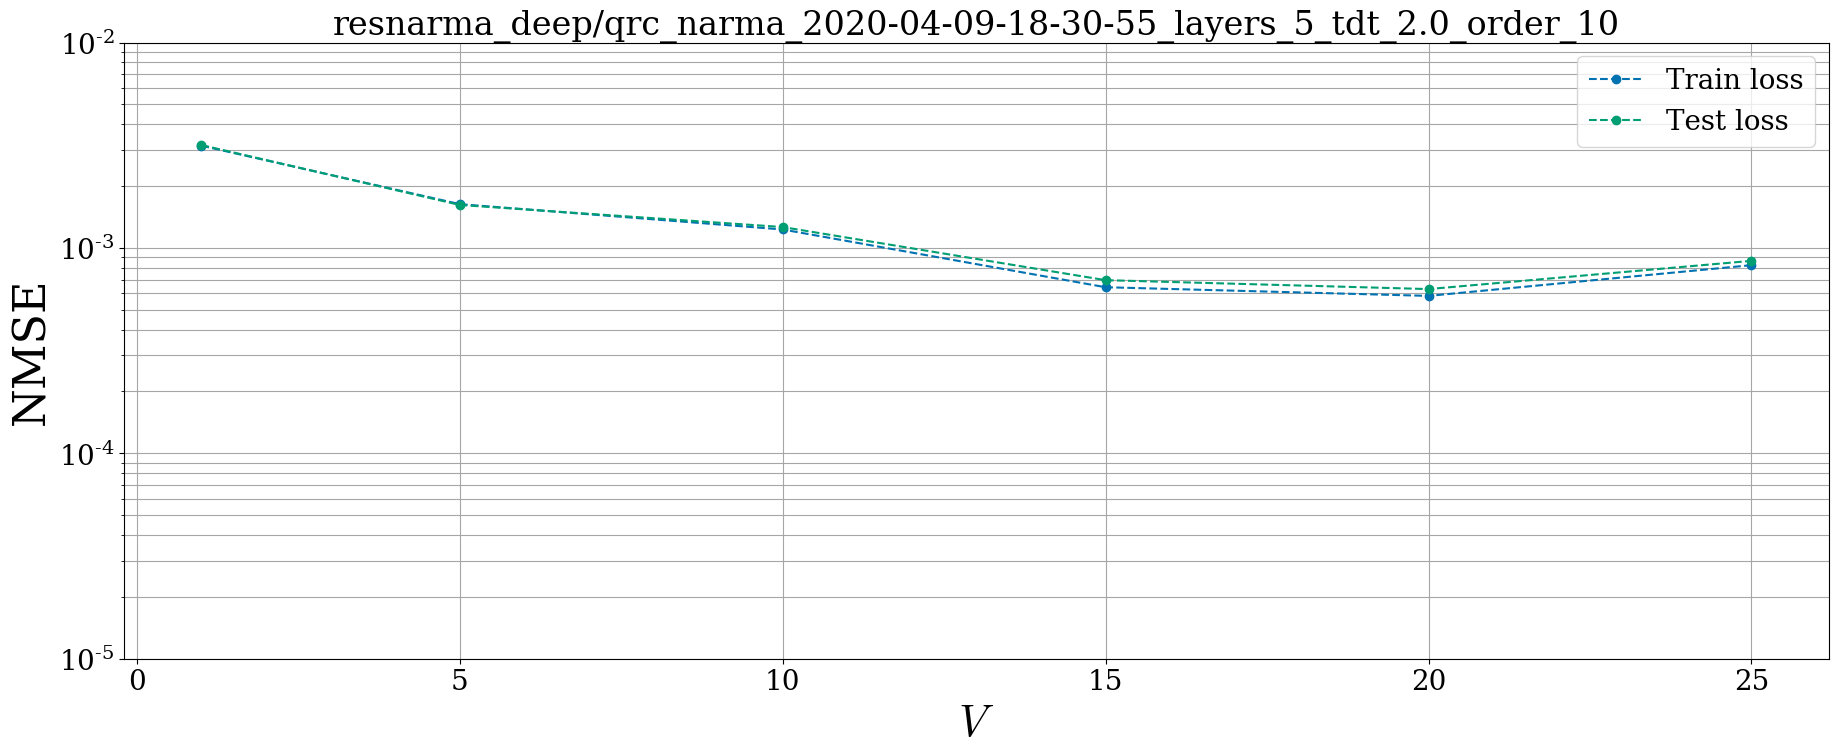 resnarma_deep/qrc_narma_2020-04-09-18-30-55_layers_5_tdt_2.0_order_10
10^-2
Train loss
Test loss
10^-3
NMSE
10^-4
10^-5
0 5 10 15 20 25
V